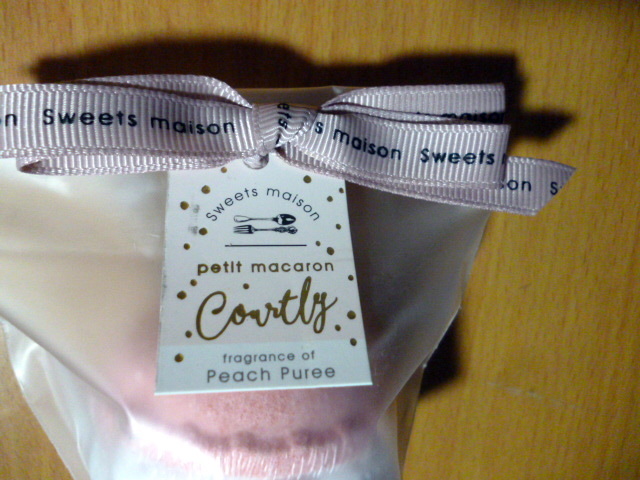 Sweets maison
maison Sweets
Sweets maison
petit macaron
Courtly
fragrance of
Peach Puree